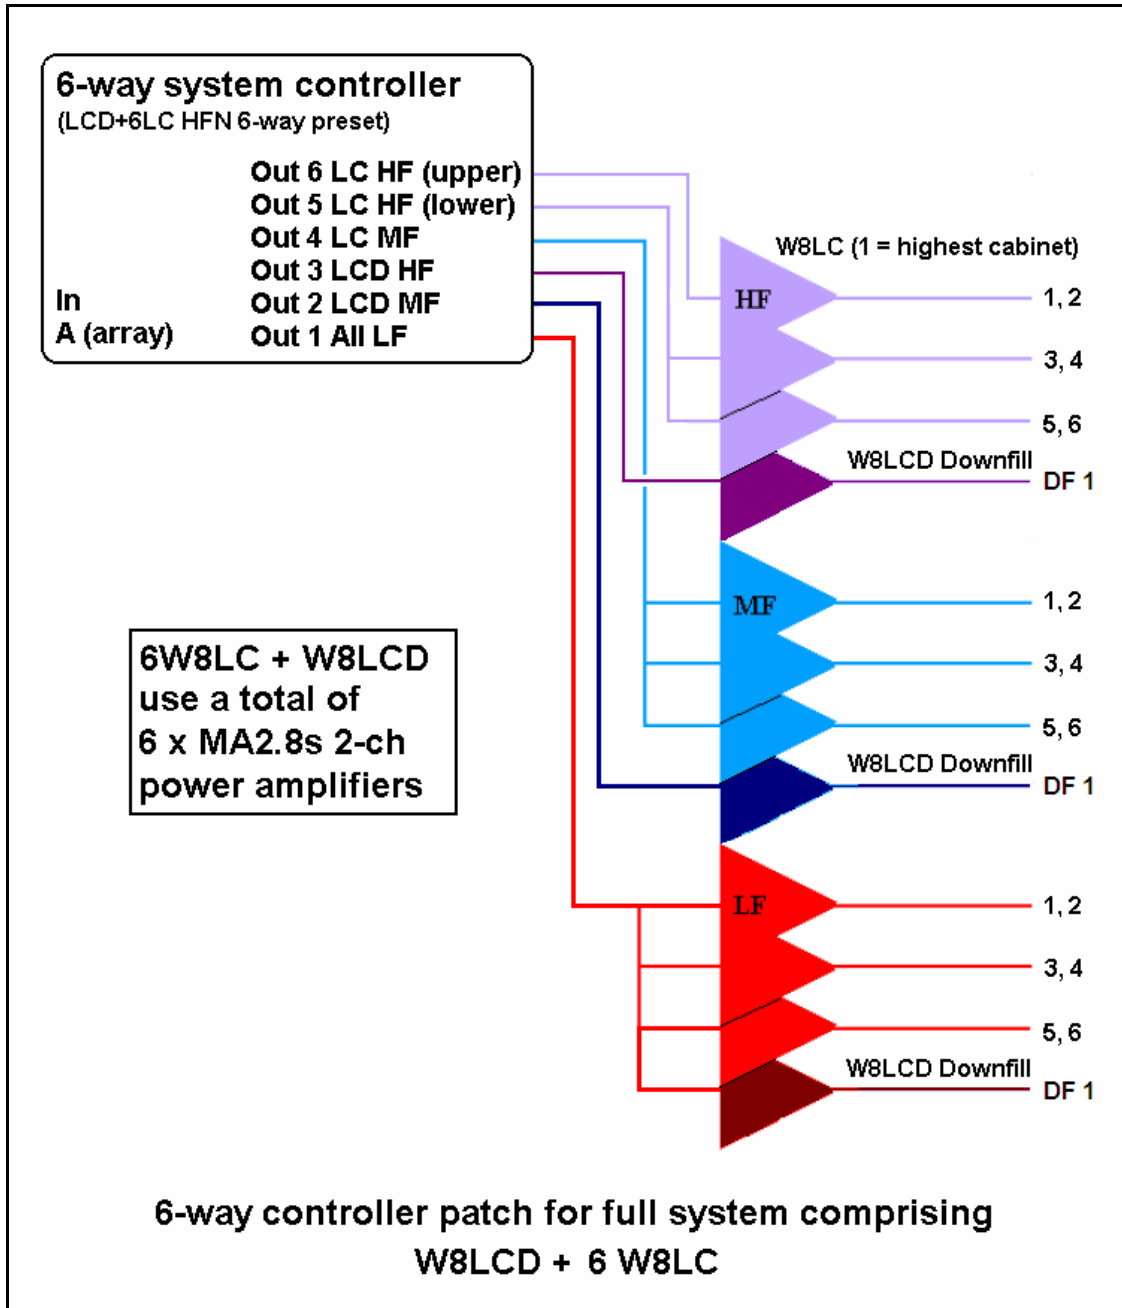 6-way system controller
(LCD+6LC HFN 6-way preset)
Out 6 LC HF (upper)
Out 5 LC HF (lower)
Out 4 LC MF
Out 3 LCD HF
In Out 2 LCD MF
A (array) Out 1 All LF
W8LC (1 = highest cabinet)
HF
1, 2
3, 4
5, 6
W8LCD Downfill
DF 1
MF
1, 2
3, 4
5, 6
W8LCD Downfill
DF 1
6W8LC + W8LCD
use a total of
6 x MA2.8s 2-ch
power amplifiers
LF
1, 2
3, 4
5, 6
W8LCD Downfill
DF 1
6-way controller patch for full system comprising
W8LCD + 6 W8LC